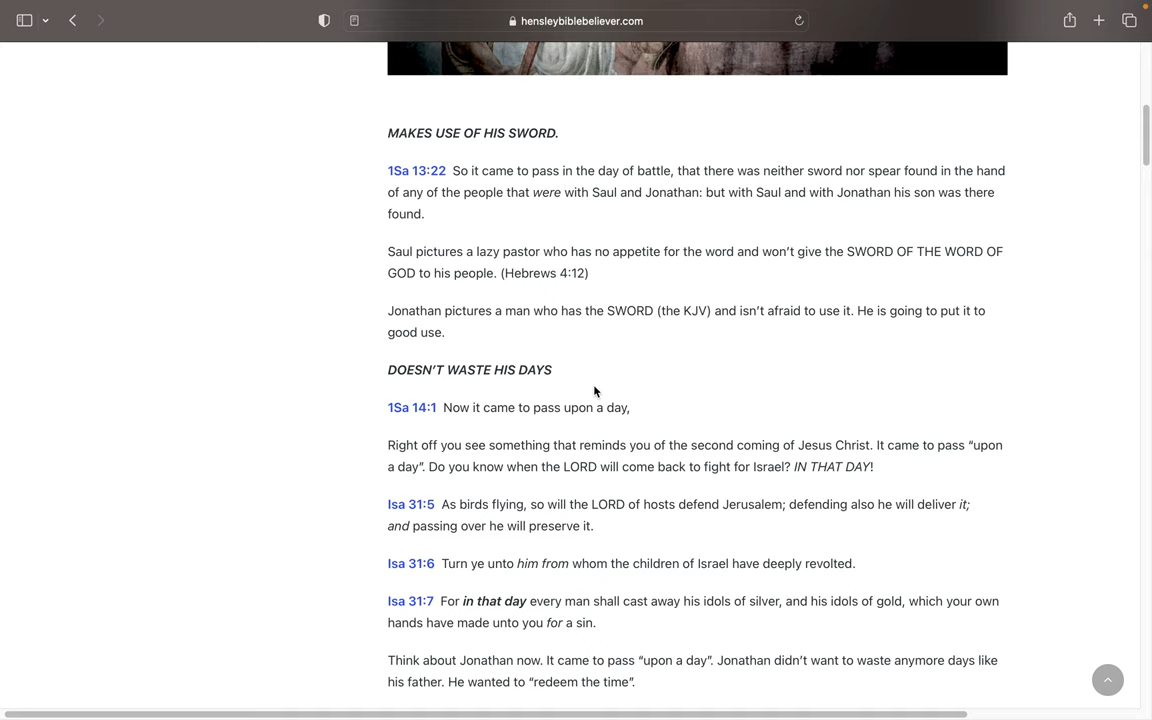 hensleybiblebeliever.com
MAKES USE OF HIS SWORD.
1Sa 13:22 So it came to pass in the day of battle, that there was neither sword nor spear found in the hand
of any of the people that were with Saul and Jonathan: but with Saul and with Jonathan his son was there
found.
Saul pictures a lazy pastor who has no appetite for the word and won’t give the SWORD OF THE WORD OF
GOD to his people. (Hebrews 4:12)
Jonathan pictures a man who has the SWORD (the KJV) and isn’t afraid to use it. He is going to put it to
good use.
DOESN’T WASTE HIS DAYS
1Sa 14:1 Now it came to pass upon a day,
Right off you see something that reminds you of the second coming of Jesus Christ. It came to pass “upon
a day”. Do you know when the LORD will come back to fight for Israel? IN THAT DAY!
Isa 31:5 As birds flying, so will the LORD of hosts defend Jerusalem; defending also he will deliver it;
and passing over he will preserve it.
Isa 31:6 Turn ye unto him from whom the children of Israel have deeply revolted.
Isa 31:7 For in that day every man shall cast away his idols of silver, and his idols of gold, which your own
hands have made unto you for a sin.
Think about Jonathan now. It came to pass “upon a day”. Jonathan didn’t want to waste anymore days like
his father. He wanted to “redeem the time”.